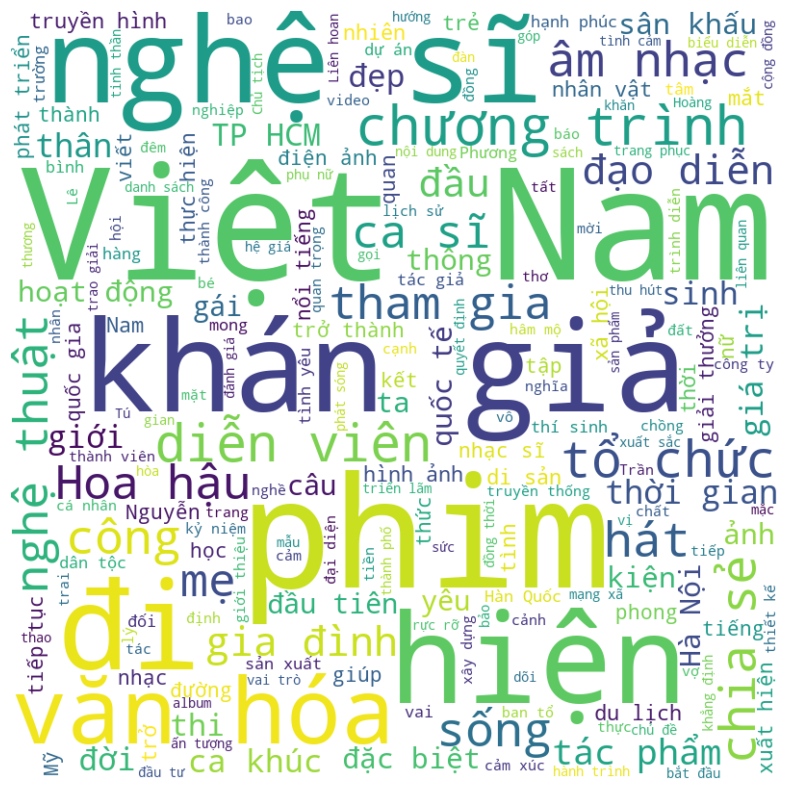 truyền hình
nghệ sĩ
bao
hướng
Liên hoan
góp
hạnh phúc
trẻ
sân khấu
tình cảm
biểu diễn
cộng đồng
phát triển
trường
tinh thần
Chủ tịch
nhiên
dự án
âm nhạc
đàn
đồng
đẹp
nhân vật
tâm
mắt
thành
nghiệp
video
khăn
Hoàng
thân
viết
TP HCM
chương trình
bình
đêm
thực hiện
điện ảnh
nội dung
Phương
báo
sách
trang phục
đạo diễn
Lê
danh sách
thành công
phụ nữ
quan
đầu
tất
lịch sử
ca sĩ
mời
trình diễn
liên quan
thương
hội
hàng
hệ giá
quan trọng
gọi
thông
Việt Nam
trao giải
bé
nổi tiếng
tác giả
thơ
thu hút
hoạt động
gái
tham gia
xã hội
sinh
nhân
Nam
mong
trở thành
quốc tế
quyết định
hâm mộ
sản phẩm
đất
nữ
công ty
nghệ thuật
quốc gia
đánh giá
cạnh
khán giả
tập
thời
giải thưởng
giá trị
mặt
tình yêu
phát sóng
kết
nghĩa
Tú
gian
ta
vô
thí sinh
chồng
giới
thành viên
diễn viên
nhạc sĩ
xuất sắc
tổ chức
hòa
Hoa hậu
câu
hình ảnh
di sản
Trần
thời gian
cá nhân
nghề
triển lãm
truyền thống
mặc
Nguyễn
trang
kỷ niệm
thức
vị
chất
ảnh
công
học
đại diện
mẫu
cảm
phim
sức
đồng thời
tỉnh
hát
tiếp
dân tộc
mẹ
giới thiệu
tiền
thành phố
Hàn Quốc
mạng xã
kiện
chia sẻ
trai
đầu tiên
yêu
bảo
phong
Hà Nội
tiếng
thiết kế
tiếp tục
thao
đối
lý
định
gia đình
rực rỡ
cảnh
đi
hiện
tác
sản xuất
xây dựng
vợ
khẳng định
xuất hiện
nhạc
vai trò
giúp
dõi
văn hóa
đường
album
thi
vai
sống
ban tổ
du lịch
thực
chủ đề
trở
ấn tượng
Mỹ
đời
đầu tư
ca khúc
đặc biệt
cảm xúc
tác phẩm
hành trình
bắt đầu